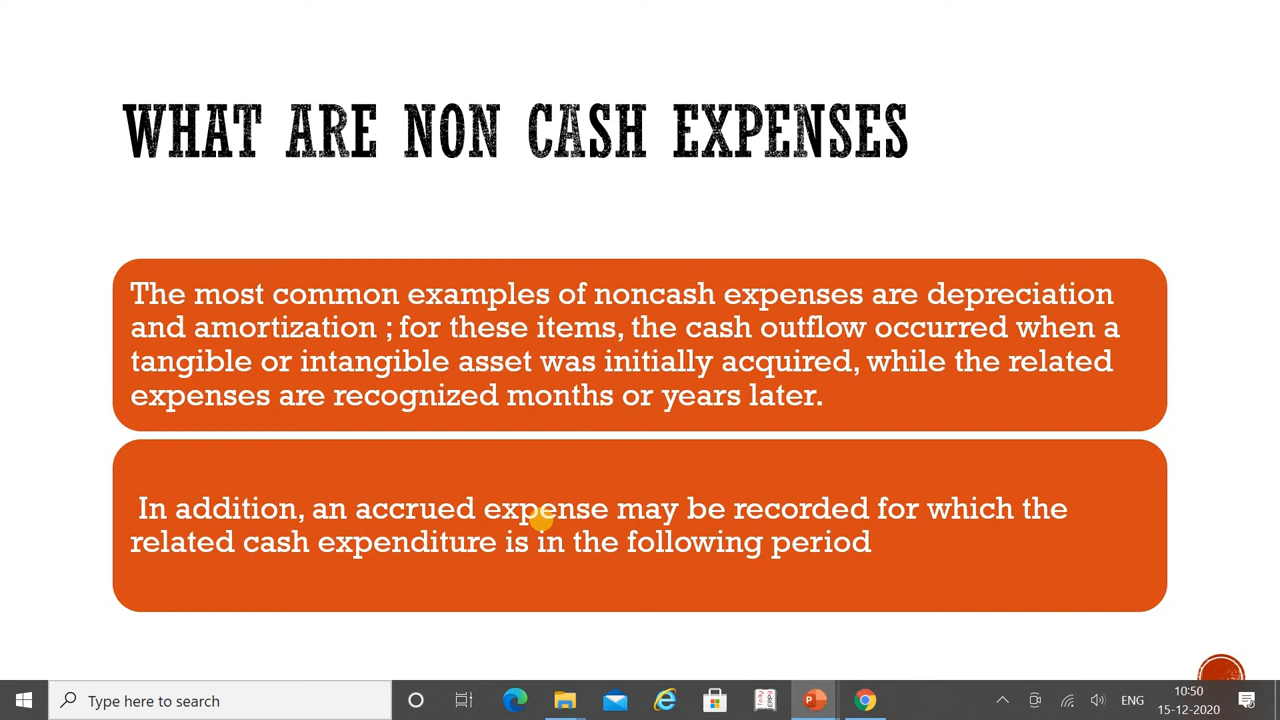 WHAT ARE NON CASH EXPENSES
The most common examples of noncash expenses are depreciation
and amortization ; for these items, the cash outflow occurred when a
tangible or intangible asset was initially acquired, while the related
expenses are recognized months or years later.
In addition, an accrued expense may be recorded for which the
related cash expenditure is in the following period
Type here to search
ENG
10:50
15-12-2020